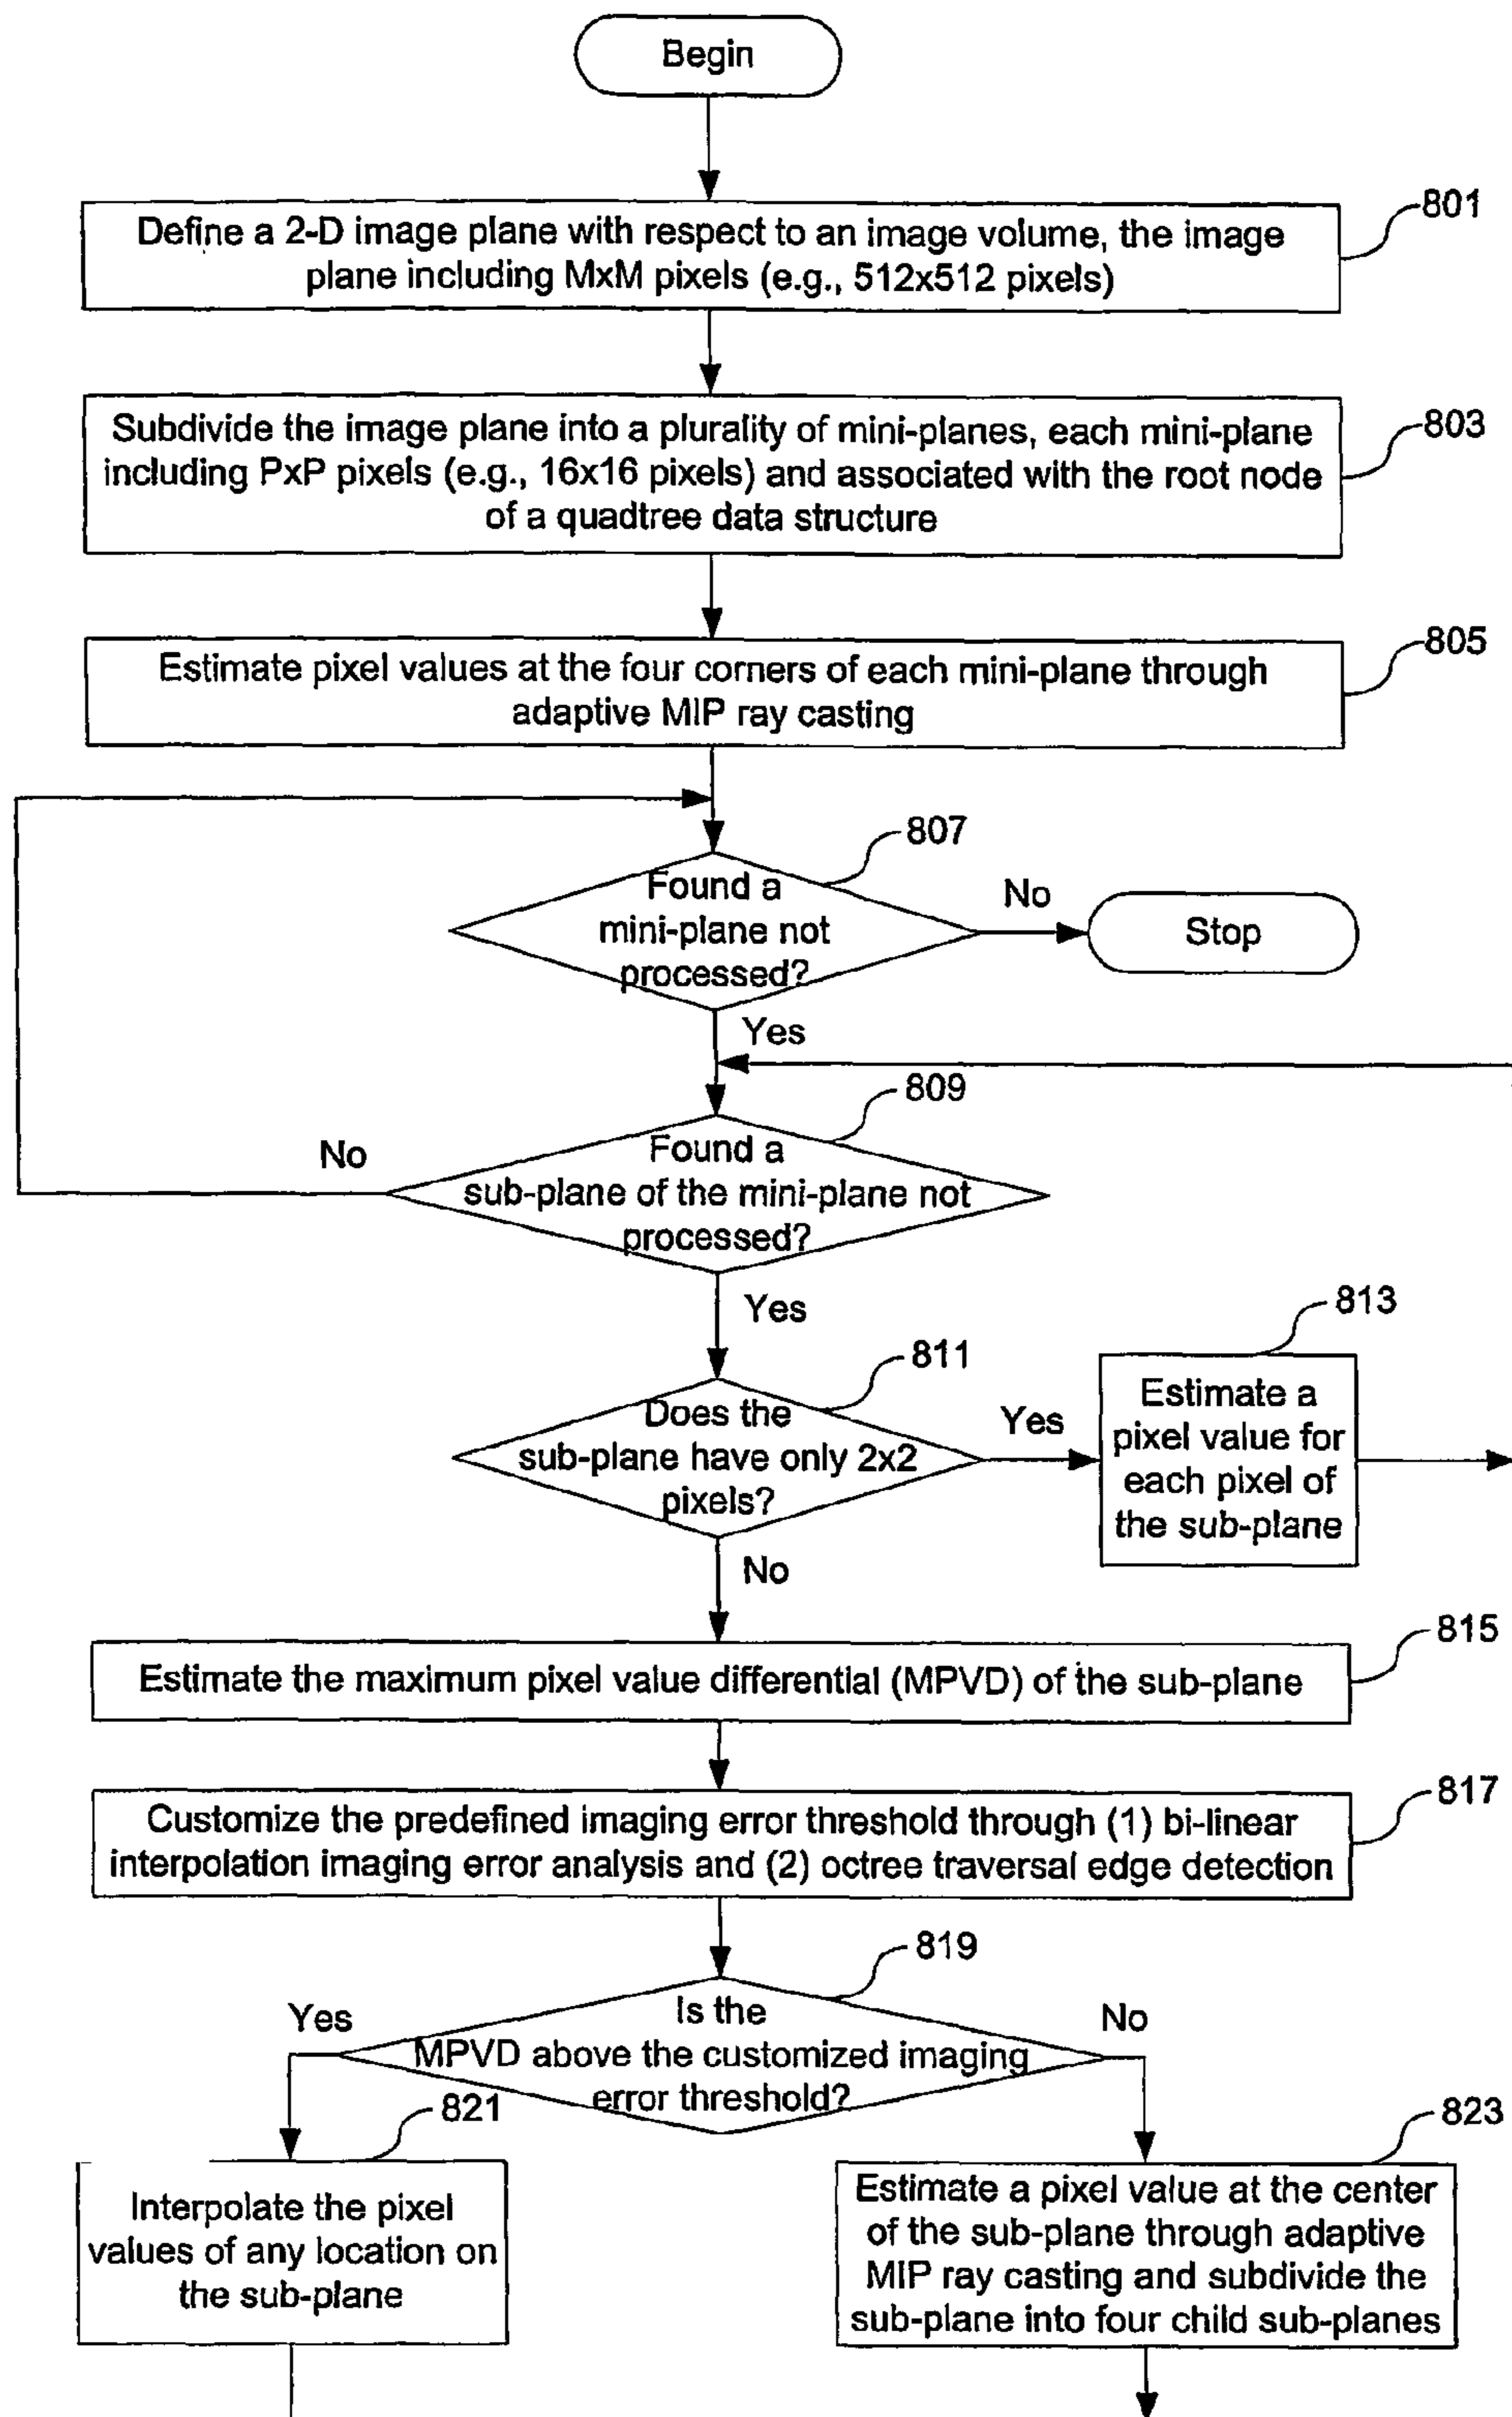 Begin
801
Define a 2-D image plane with respect to an image volume, the image
plane including MxM pixels (e.g., 512x512 pixels)
803
Subdivide the image plane into a plurality of mini-planes, each mini-plane
including PxP pixels (e.g., 16x16 pixels) and associated with the root node
of a quadtree data structure
805
Estimate pixel values at the four corners of each mini-plane through
adaptive MIP ray casting
807
Found a
mini-plane not
processed?
No
Stop
Yes
809
Found a
sub-plane of the mini-plane not
processed?
No
Yes
811
Does the
sub-plane have only 2x2
pixels?
Yes
813
Estimate a
pixel value for
each pixel of
the sub-plane
No
815
Estimate the maximum pixel value differential (MPVD) of the sub-plane
817
Customize the predefined imaging error threshold through (1) bi-linear
interpolation imaging error analysis and (2) octree traversal edge detection
819
Is the
MPVD above the customized imaging
error threshold?
Yes
No
821
Interpolate the pixel
values of any location on
the sub-plane
823
Estimate a pixel value at the center
of the sub-plane through adaptive
MIP ray casting and subdivide the
sub-plane into four child sub-planes